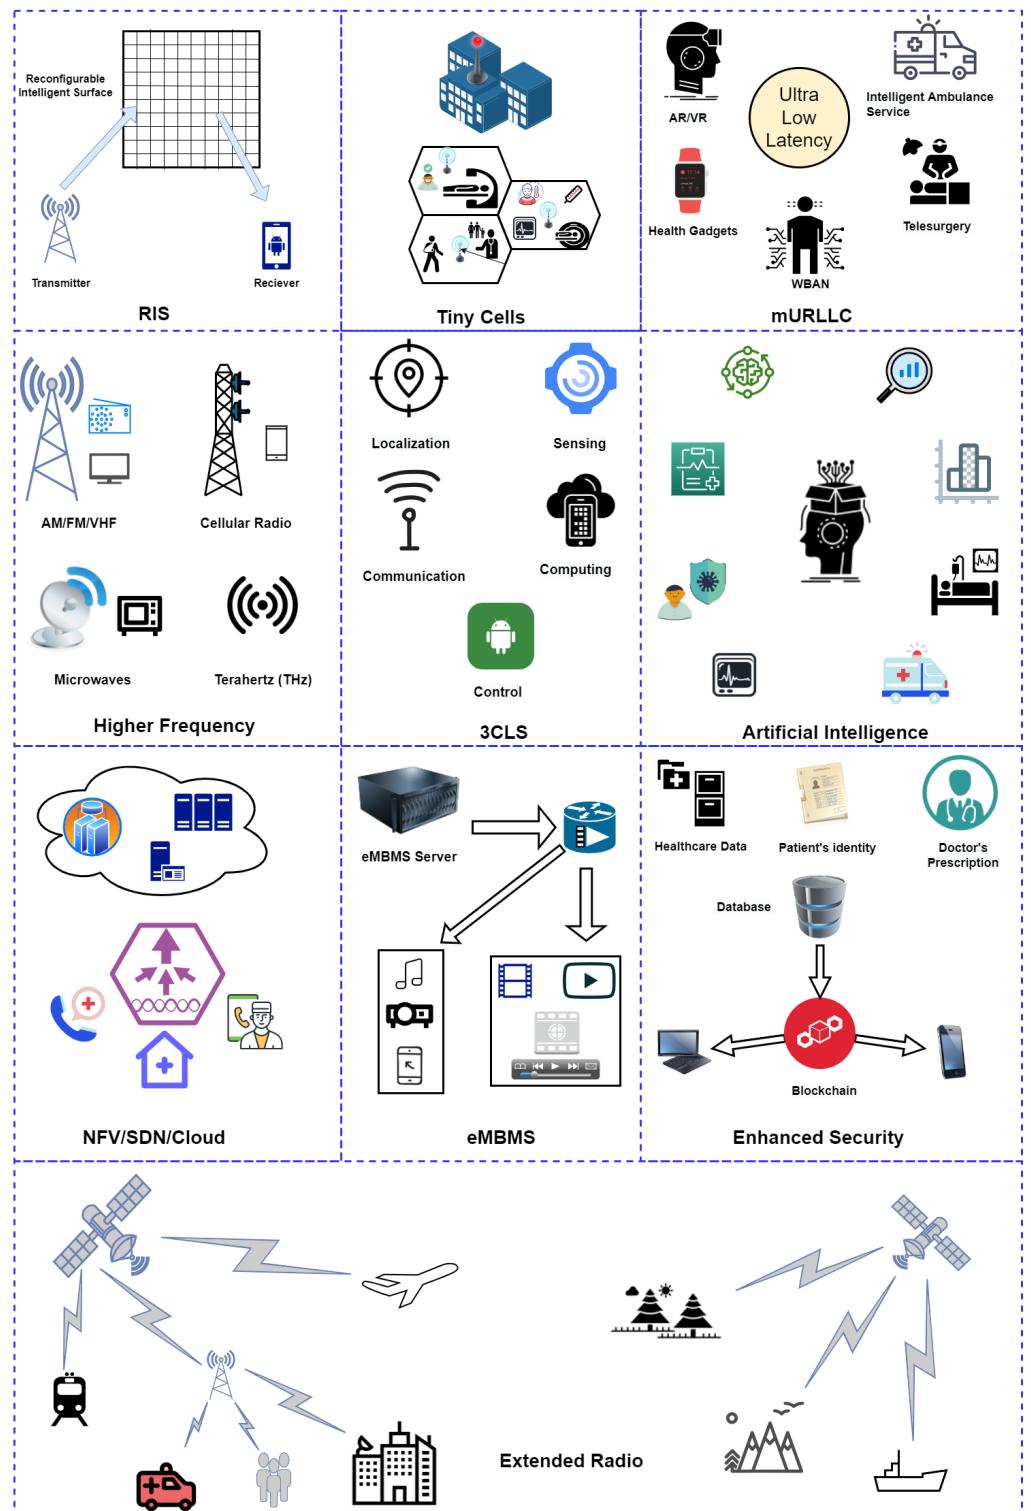 Reconfigurable
Intelligent Surface
Transmitter
Reciever
RIS
Tiny Cells
AR/VR
Ultra
Low
Latency
Intelligent Ambulance
Service
Health Gadgets
WBAN
Telesurgery
mURLLC
AM/FM/VHF
Cellular Radio
Microwaves
Terahertz (THz)
Higher Frequency
Localization
Sensing
Communication
Computing
Control
3CLS
Artificial Intelligence
NFV/SDN/Cloud
eMBMS Server
eMBMS
Healthcare Data
Patient's identity
Doctor's
Prescription
Database
Blockchain
Enhanced Security
Extended Radio